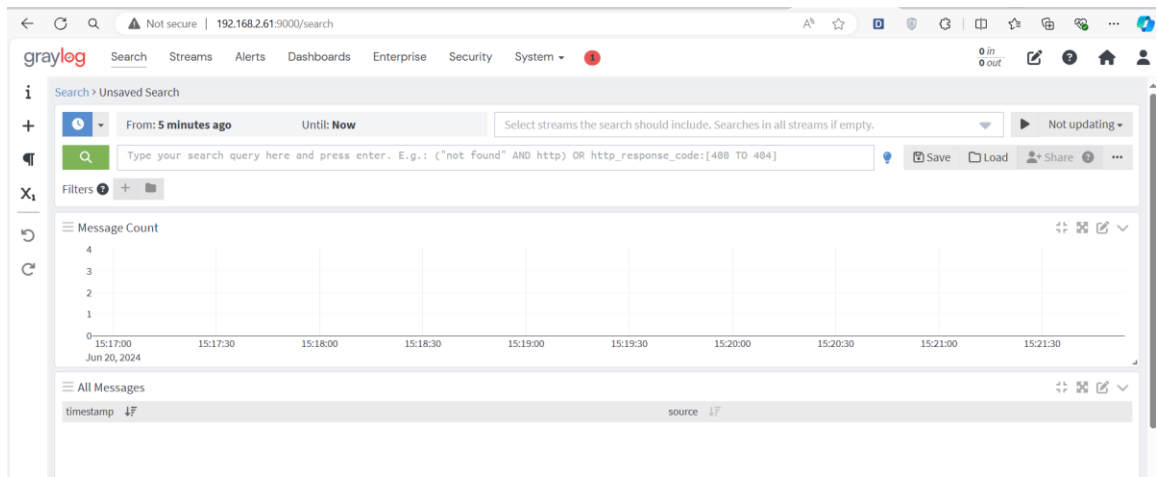 Not secure | 192.168.2.61:9000/search
graylog Search Streams Alerts Dashboards Enterprise Security System 1 0 in
0 out
Search > Unsaved Search
From: 5 minutes ago Until: Now Select streams the search should include. Searches in all streams if empty. Not updating
Type your search query here and press enter. E.g.: ("not found" AND http) OR http_response_code:[400 TO 404] Save Load Share
Filters
Message Count
4
3
2
1
0
15:17:00 15:17:30 15:18:00 15:18:30 15:19:00 15:19:30 15:20:00 15:20:30 15:21:00 15:21:30
Jun 20, 2024
All Messages
timestamp source